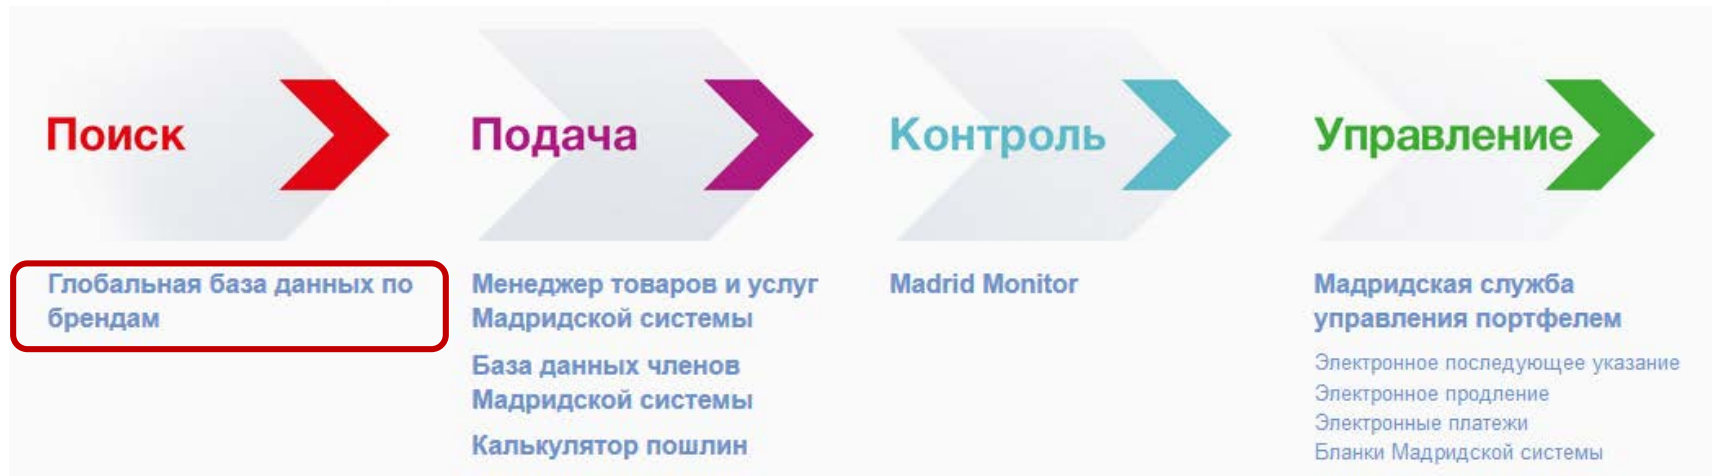 Поиск
Подача
Контроль
Управление
Глобальная база данных по
брендам
Менеджер товаров и услуг
Мадридской системы
База данных членов
Мадридской системы
Калькулятор пошлин
Madrid Monitor
Мадридская служба
управления портфелем
Электронное последующее указание
Электронное продление
Электронные платежи
Бланки Мадридской системы